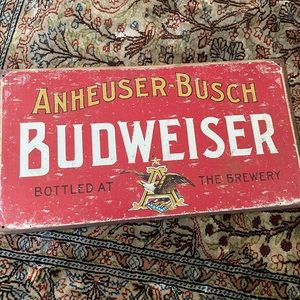 ANHEUSER-BUSCH
BUDWEISER
BOTTLED AT THE BREWERY